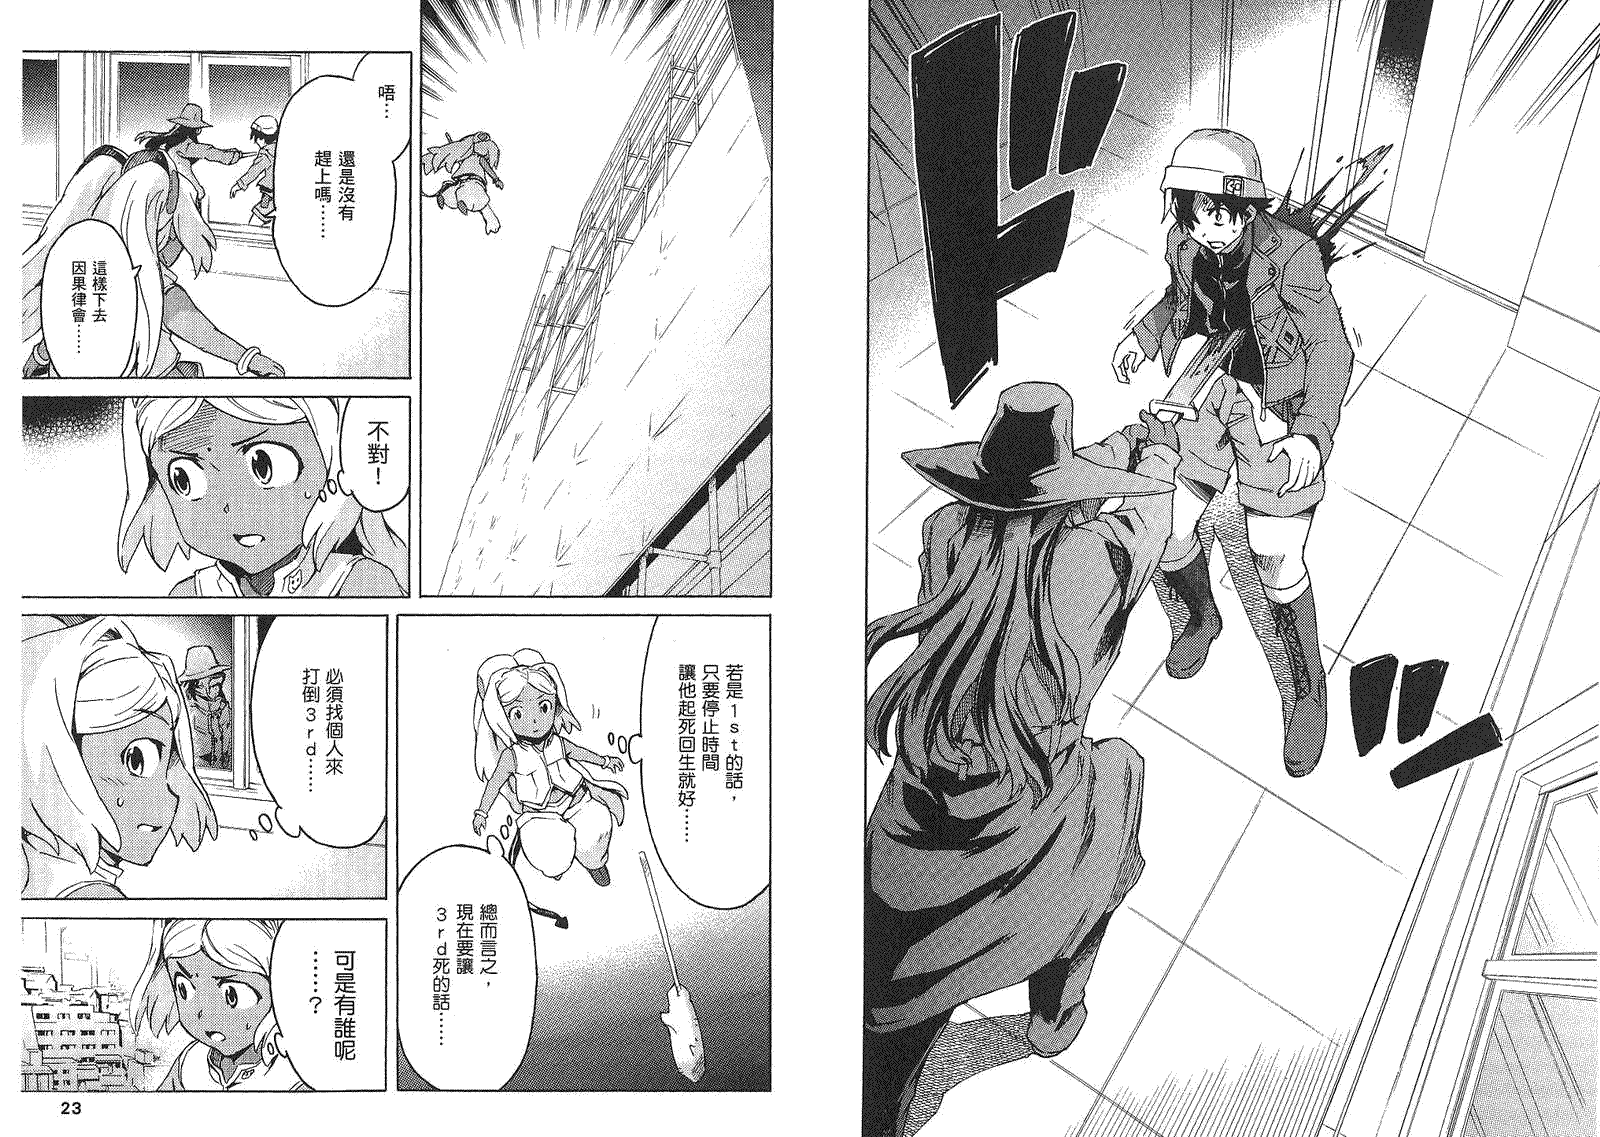 ドドッ
唔…
還是沒有
趕上嗎……
這樣下去
因果律會……
不對！
若是1st的話，
只要停止時間
讓他起死回生就好……
總而言之，
現在要讓
3rd死的話……
必須找個人來
打倒3rd……
可是有誰呢
……？
23